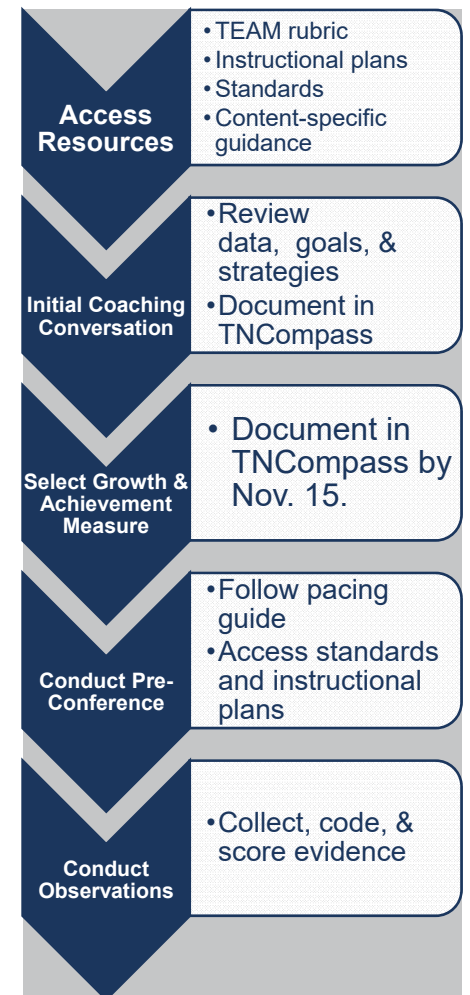 Access
Resources
• TEAM rubric
• Instructional plans
• Standards
• Content-specific
guidance
Initial Coaching
Conversation
• Review
data, goals, &
strategies
• Document in
TNCompass
Select Growth &
Achievement
Measure
• Document in
TNCompass by
Nov. 15.
Conduct Pre-
Conference
• Follow pacing
guide
• Access standards
and instructional
plans
Conduct
Observations
• Collect, code, &
score evidence